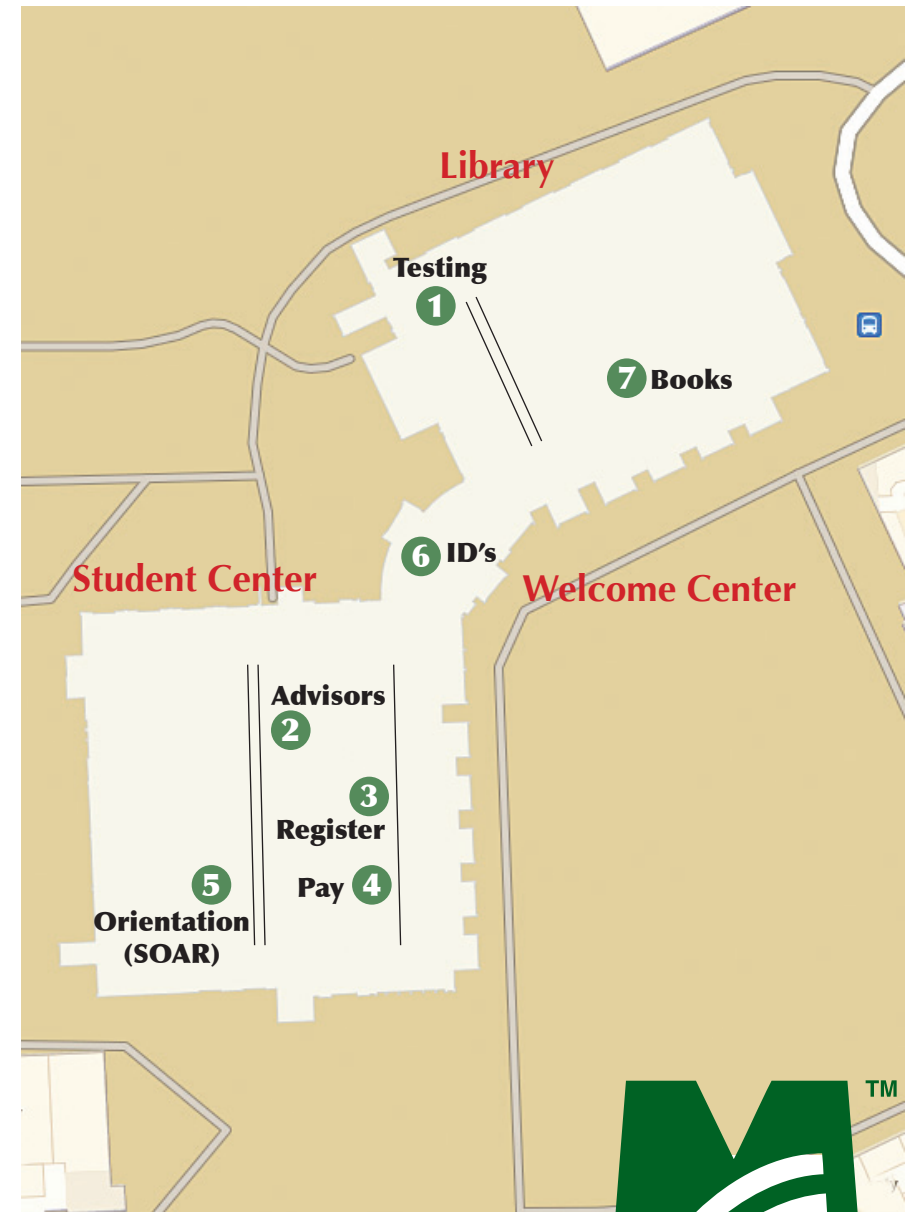 Library
Testing
1
7 Books
6 ID's
Student Center
Welcome Center
Advisors
2
3
Register
Pay 4
5
Orientation
(SOAR)
TM